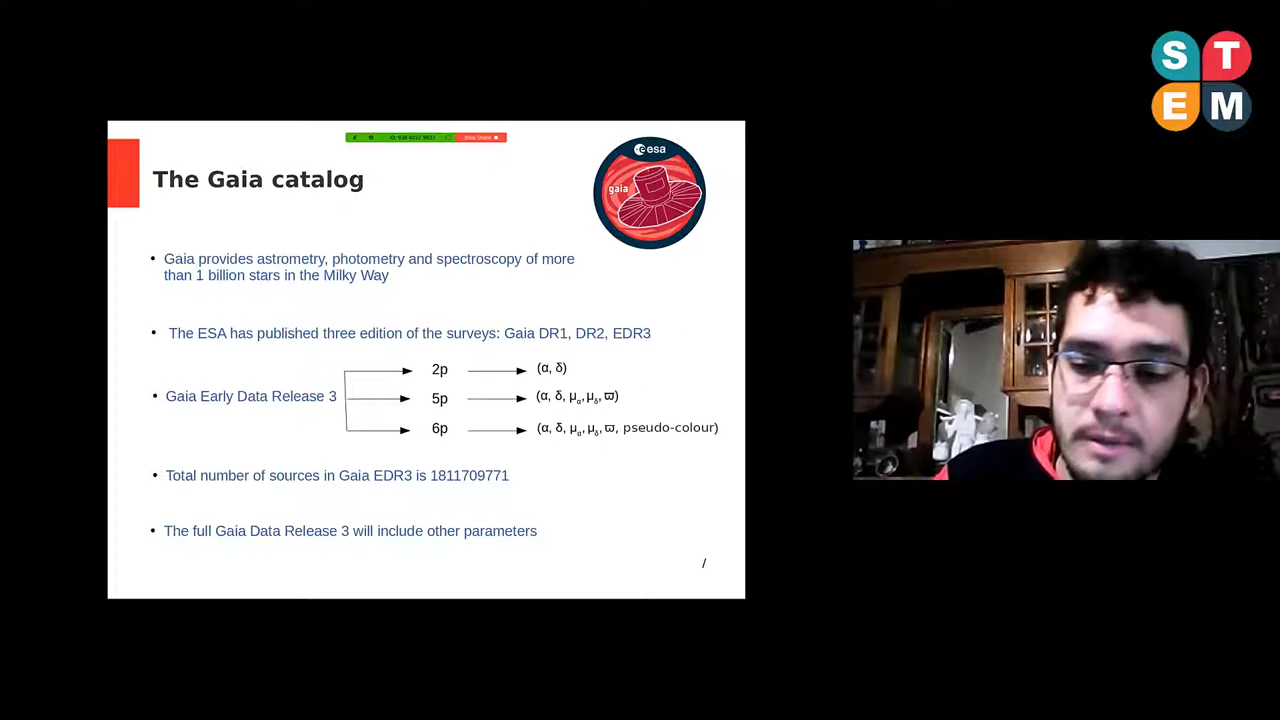 S T
E M
Stop Share
esa
gaia
The Gaia catalog
• Gaia provides astrometry, photometry and spectroscopy of more
than 1 billion stars in the Milky Way
• The ESA has published three edition of the surveys: Gaia DR1, DR2, EDR3
2p (α, δ)
• Gaia Early Data Release 3 5p (α, δ, μα, μδ, ϖ)
6p (α, δ, μα, μδ, ϖ, pseudo-colour)
• Total number of sources in Gaia EDR3 is 1811709771
• The full Gaia Data Release 3 will include other parameters
/